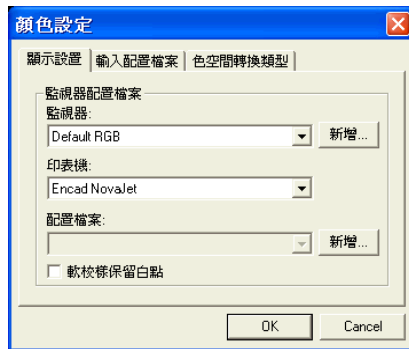 顏色設定
顯示設置 輸入配置檔案 色空間轉換類型
監視器配置檔案
監視器:
Default RGB 新增...
印表機:
Encad NovaJet
配置檔案:
新增...
軟校樣保留白點
OK Cancel